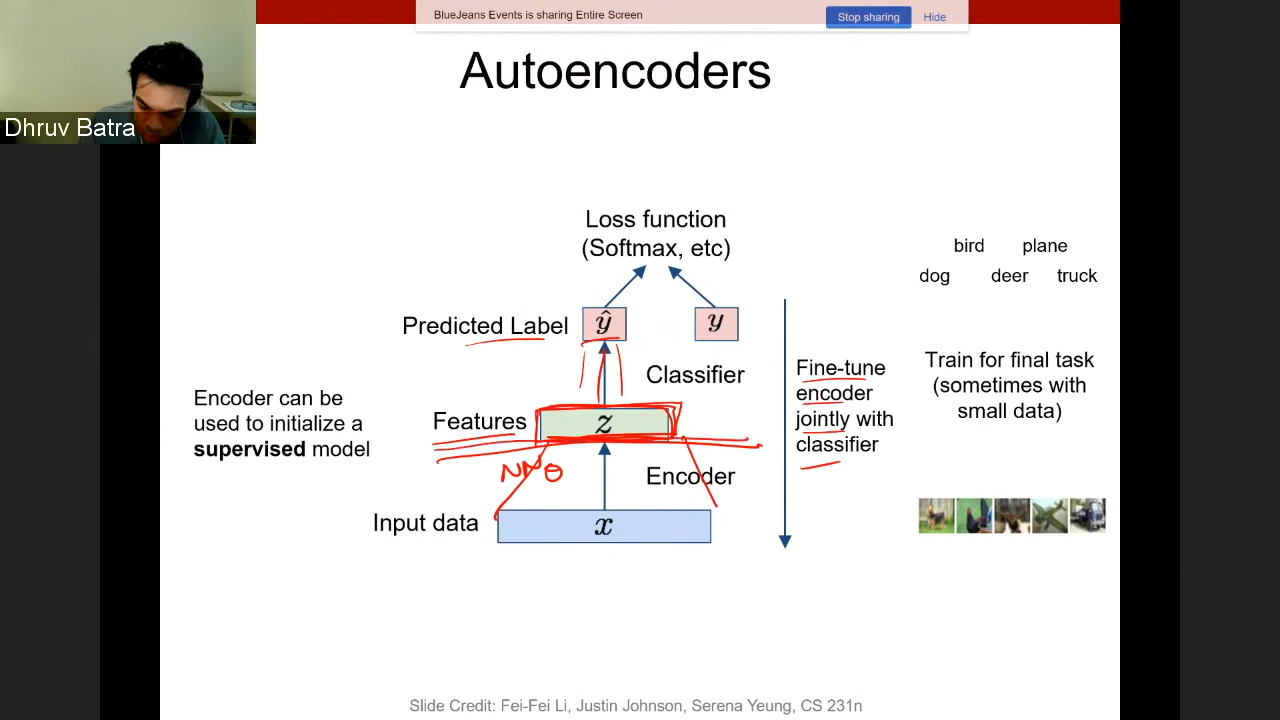 BlueJeans Events is sharing Entire Screen
Stop sharing
Hide
Autoencoders
Dhruv Batra
Loss function
(Softmax, etc)
bird plane
dog deer truck
Predicted Label
ŷ
y
Classifier
Fine-tune
encoder
jointly with
classifier
Train for final task
(sometimes with
small data)
Encoder can be
used to initialize a
supervised model
Features
z
NN θ
Encoder
Input data
x
Slide Credit: Fei-Fei Li, Justin Johnson, Serena Yeung, CS 231n